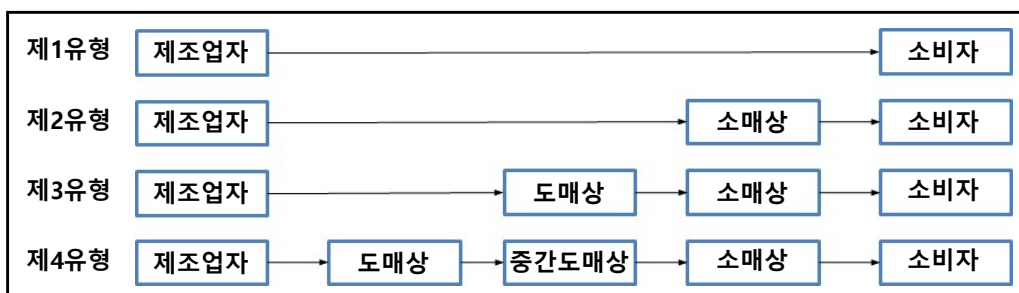 제1유형 제조업자 소비자
제2유형 제조업자 소매상 소비자
제3유형 제조업자 도매상 소매상 소비자
제4유형 제조업자 도매상 중간도매상 소매상 소비자